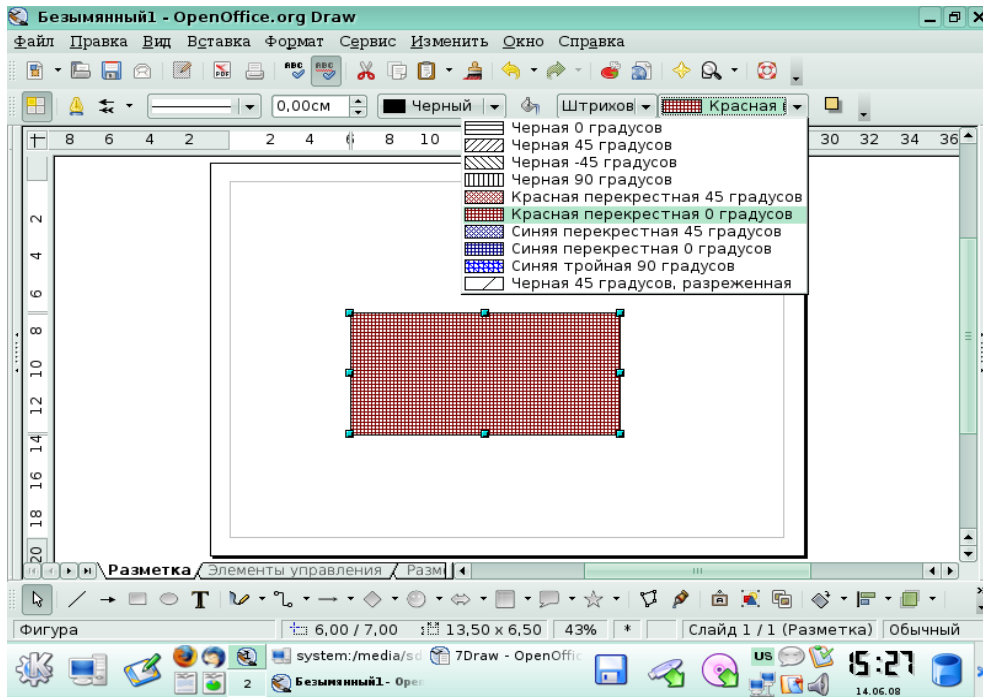 Безымянный1 - OpenOffice.org Draw
Файл Правка Вид Вставка Формат Сервис Изменить Окно Справка
0,00см Черный Штрихов Красная
8 6 4 2 2 4 6 8 10 30 32 34 36
Черная 0 градусов
Черная 45 градусов
Черная -45 градусов
Черная 90 градусов
Красная перекрестная 45 градусов
Красная перекрестная 0 градусов
Синяя перекрестная 45 градусов
Синяя перекрестная 0 градусов
Синяя тройная 90 градусов
Черная 45 градусов, разреженная
2
4
6
8
10
12
14
16
18
20
Разметка Элементы управления Разм
Фигура 6,00 / 7,00 13,50 x 6,50 43% * Слайд 1 / 1 (Разметка) Обычный
system:/media/sd 7Draw - OpenOffic US 15:27
2 Безымянный1 - Open 14.06.08